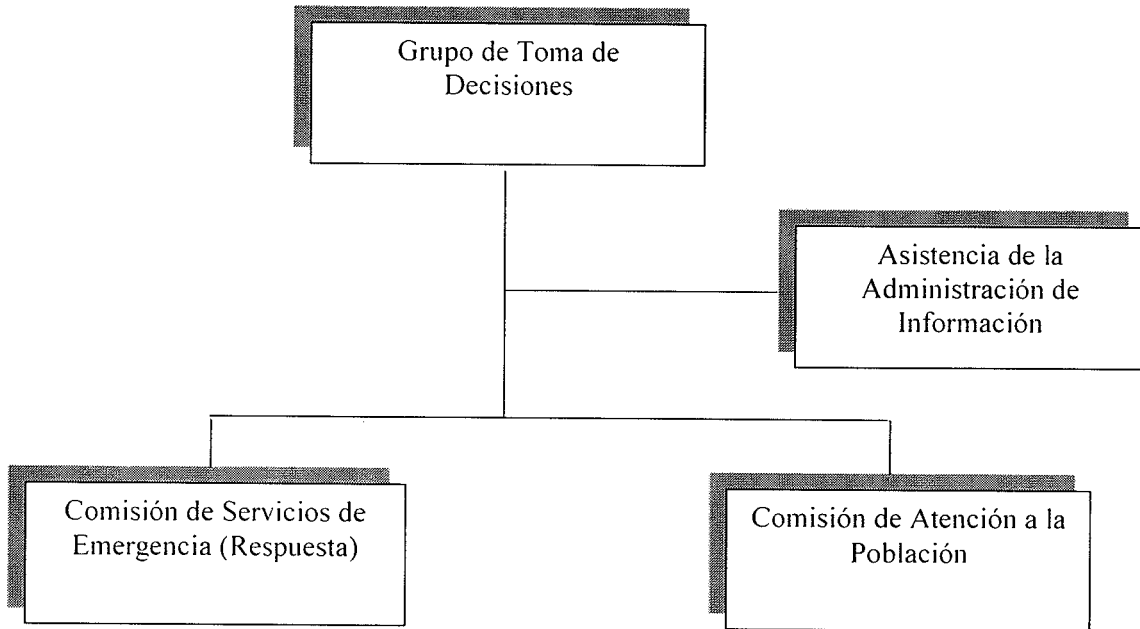 Grupo de Toma de
Decisiones
Asistencia de la
Administración de
Información
Comisión de Servicios de
Emergencia (Respuesta)
Comisión de Atención a la
Población